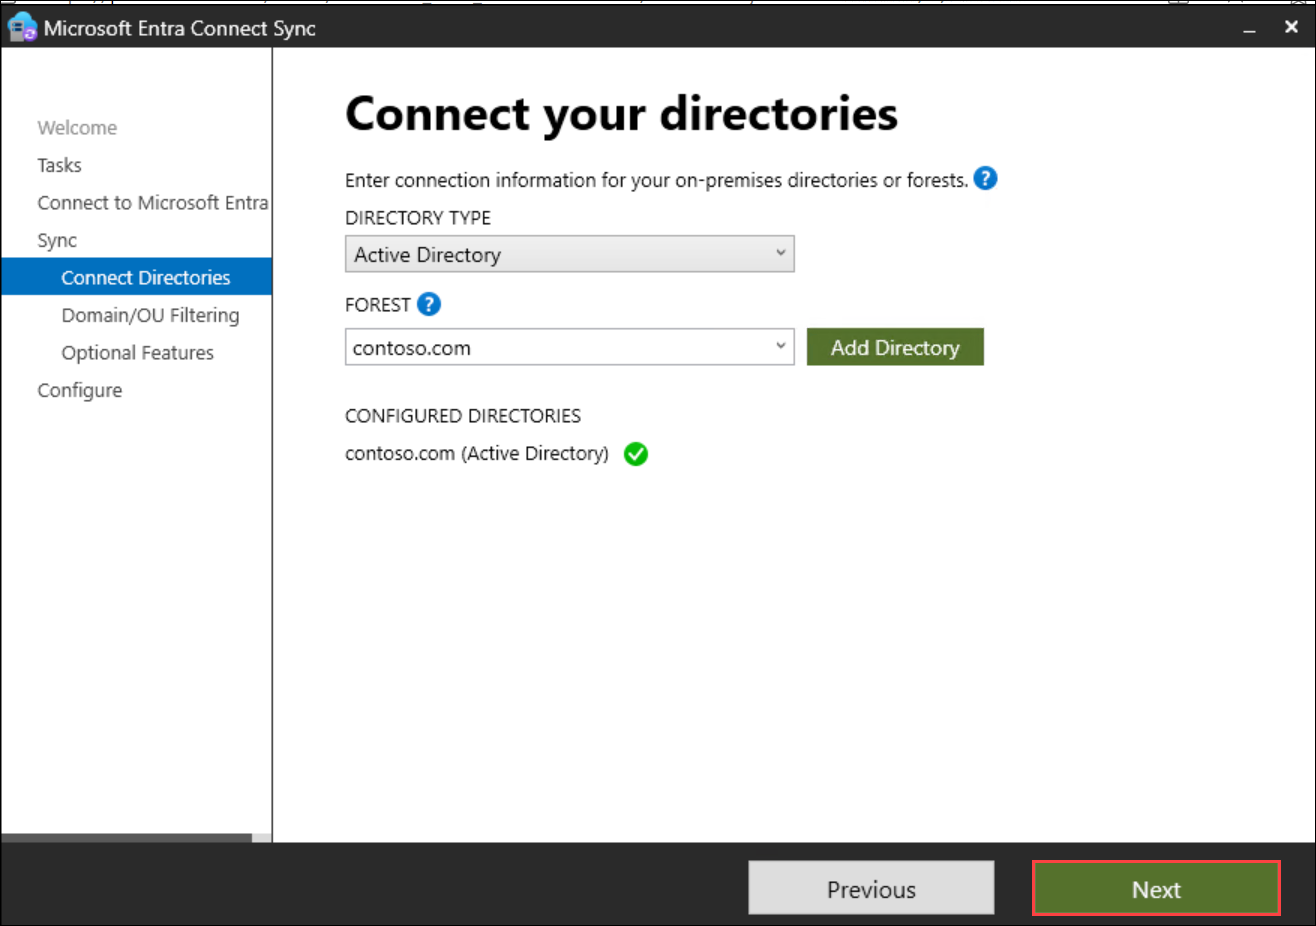 Microsoft Entra Connect Sync
Welcome
Tasks
Connect to Microsoft Entra
Sync
Connect Directories
Domain/OU Filtering
Optional Features
Configure
Connect your directories
Enter connection information for your on-premises directories or forests. ?
DIRECTORY TYPE
Active Directory
FOREST ?
contoso.com
Add Directory
CONFIGURED DIRECTORIES
contoso.com (Active Directory)
Previous
Next